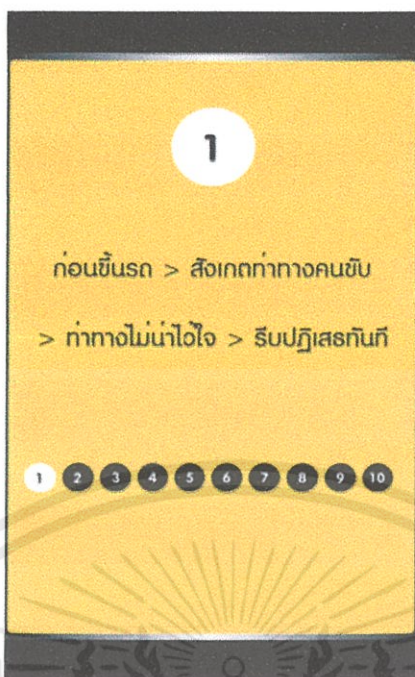 1
ก่อนขึ้นรถ > สังเกตท่าทางคนขับ
> ท่าทางไม่น่าไว้ใจ > รีบปฏิเสธทันที
1 2 3 4 5 6 7 8 9 10